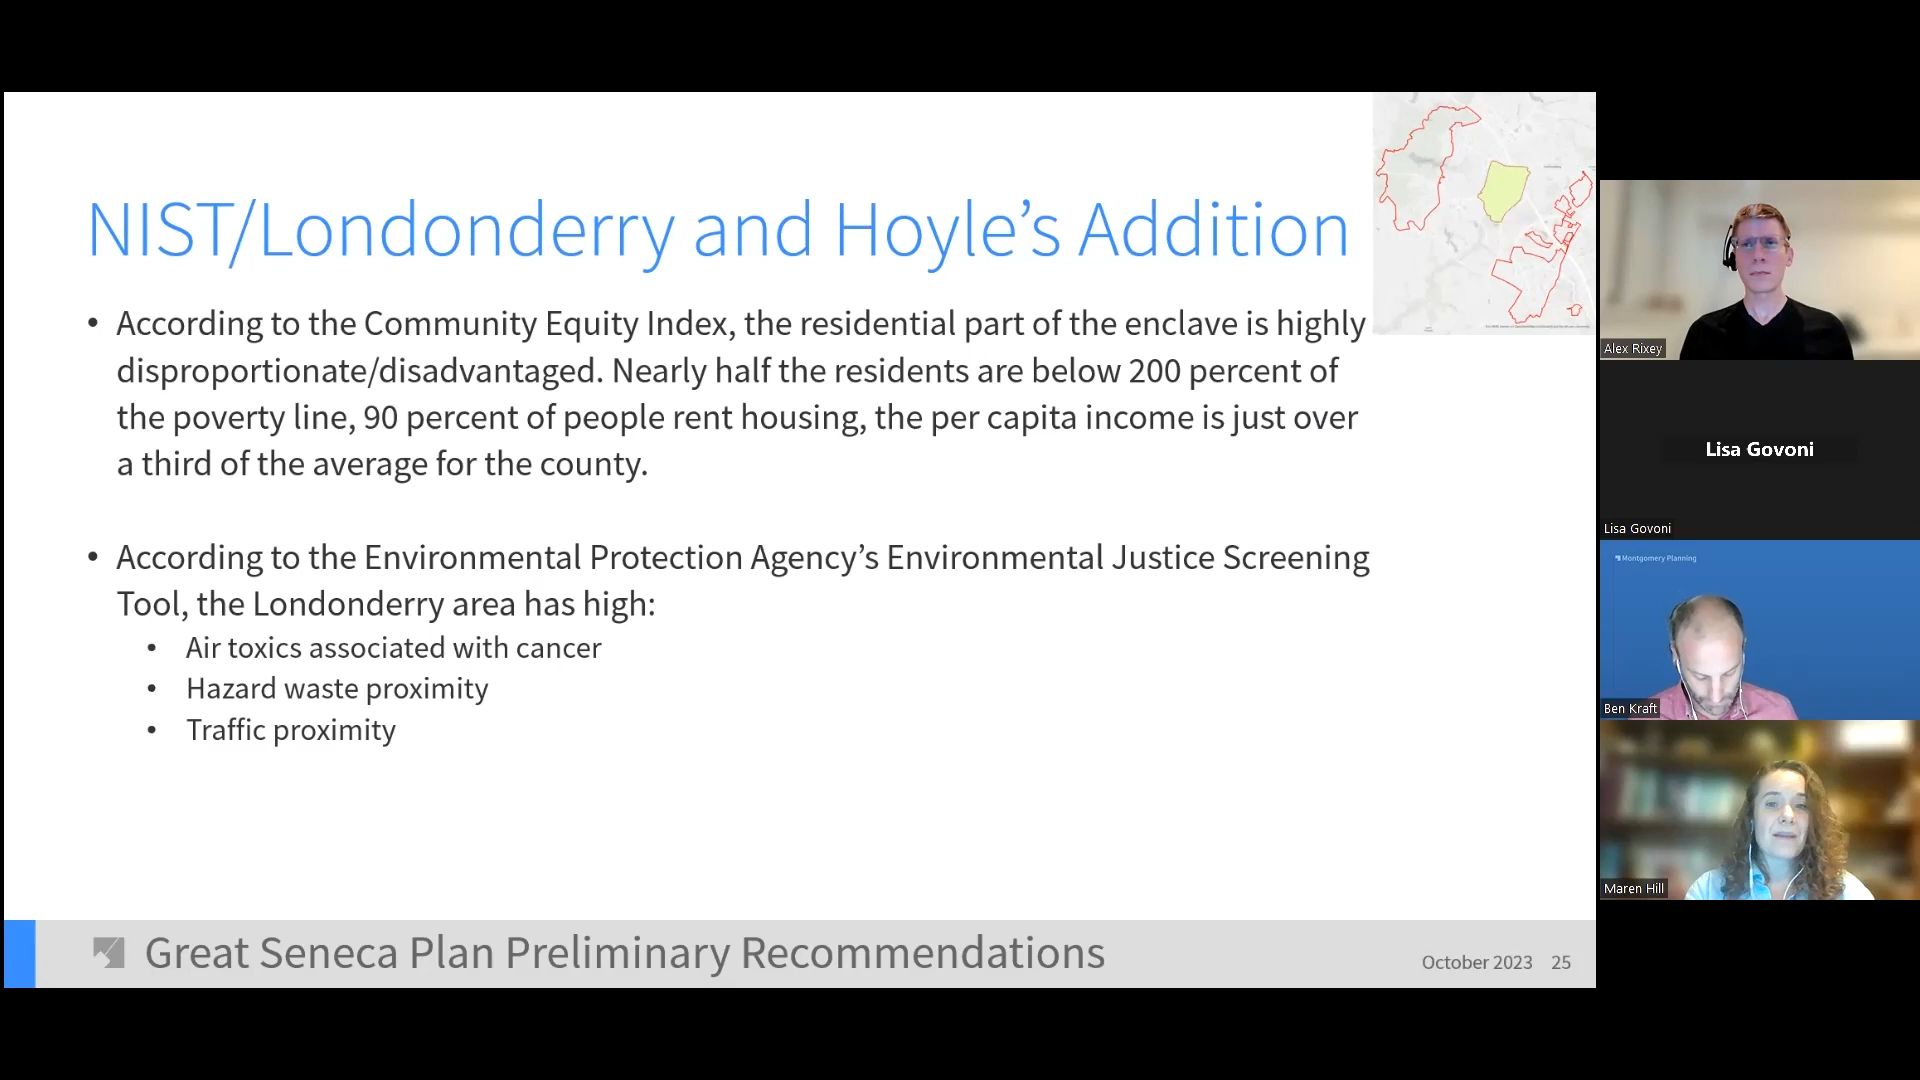 NIST/Londonderry and Hoyle’s Addition
• According to the Community Equity Index, the residential part of the enclave is highly
disproportionate/disadvantaged. Nearly half the residents are below 200 percent of
the poverty line, 90 percent of people rent housing, the per capita income is just over
a third of the average for the county.
• According to the Environmental Protection Agency’s Environmental Justice Screening
Tool, the Londonderry area has high:
• Air toxics associated with cancer
• Hazard waste proximity
• Traffic proximity
Great Seneca Plan Preliminary Recommendations
October 2023 25
Alex Rixey
Lisa Govoni
Lisa Govoni
Montgomery Planning
Ben Kraft
Maren Hill